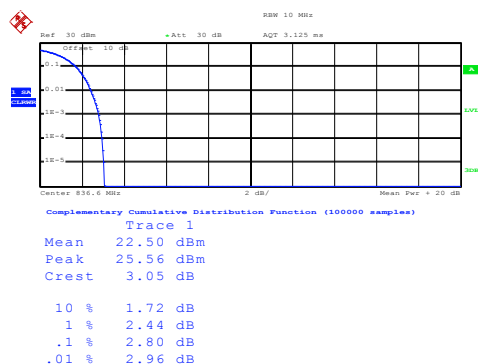 RBW 10 MHz
Ref 30 dBm Att 30 dB AQT 3.125 ms
Offset 10 dB
0.1
A
1 SA
CLRWR
0.01
1E-3
LVL
1E-4
1E-5
3DB
Center 836.6 MHz 2 dB/ Mean Pwr + 20 dB
Complementary Cumulative Distribution Function (100000 samples)
Trace 1
Mean 22.50 dBm
Peak 25.56 dBm
Crest 3.05 dB
10 % 1.72 dB
1 % 2.44 dB
.1 % 2.80 dB
.01 % 2.96 dB